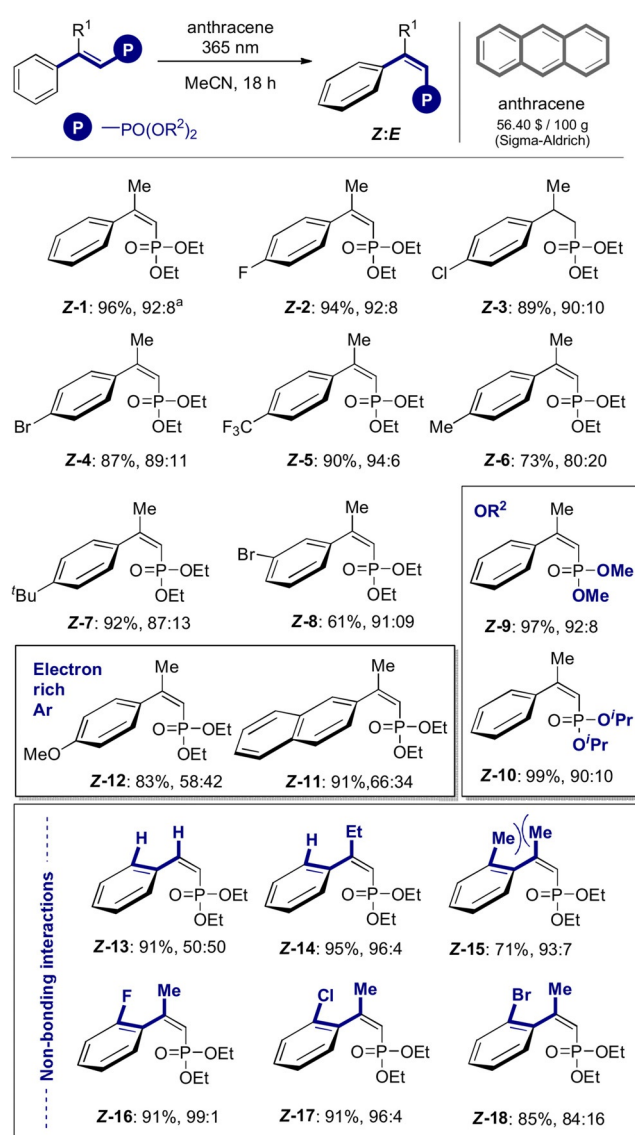 R1
P
anthracene
365 nm
MeCN, 18 h
R1
P
Z:E
P —PO(OR2)2
anthracene
56.40 $ / 100 g
(Sigma-Aldrich)
Me
O=P OEt
OEt
Z-1: 96%, 92:8a
Me
F
O=P OEt
OEt
Z-2: 94%, 92:8
Me
Cl
O=P OEt
OEt
Z-3: 89%, 90:10
Me
Br
O=P OEt
OEt
Z-4: 87%, 89:11
Me
F3C
O=P OEt
OEt
Z-5: 90%, 94:6
Me
Me
O=P OEt
OEt
Z-6: 73%, 80:20
Me
tBu
O=P OEt
OEt
Z-7: 92%, 87:13
Me
Br
O=P OEt
OEt
Z-8: 61%, 91:09
OR2
Me
O=P OMe
OMe
Z-9: 97%, 92:8
Me
O=P OiPr
OiPr
Z-10: 99%, 90:10
Electron
rich
Ar
Me
MeO
O=P OEt
OEt
Z-12: 83%, 58:42
Me
O=P OEt
OEt
Z-11: 91%,66:34
Non-bonding interactions
H H
O=P OEt
OEt
Z-13: 91%, 50:50
H Et
O=P OEt
OEt
Z-14: 95%, 96:4
Me Me
O=P OEt
OEt
Z-15: 71%, 93:7
F Me
O=P OEt
OEt
Z-16: 91%, 99:1
Cl Me
O=P OEt
OEt
Z-17: 91%, 96:4
Br Me
O=P OEt
OEt
Z-18: 85%, 84:16